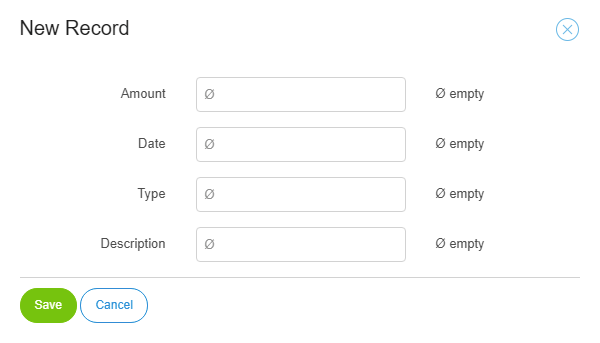 New Record
Amount Ø Ø empty
Date Ø Ø empty
Type Ø Ø empty
Description Ø Ø empty
Save Cancel